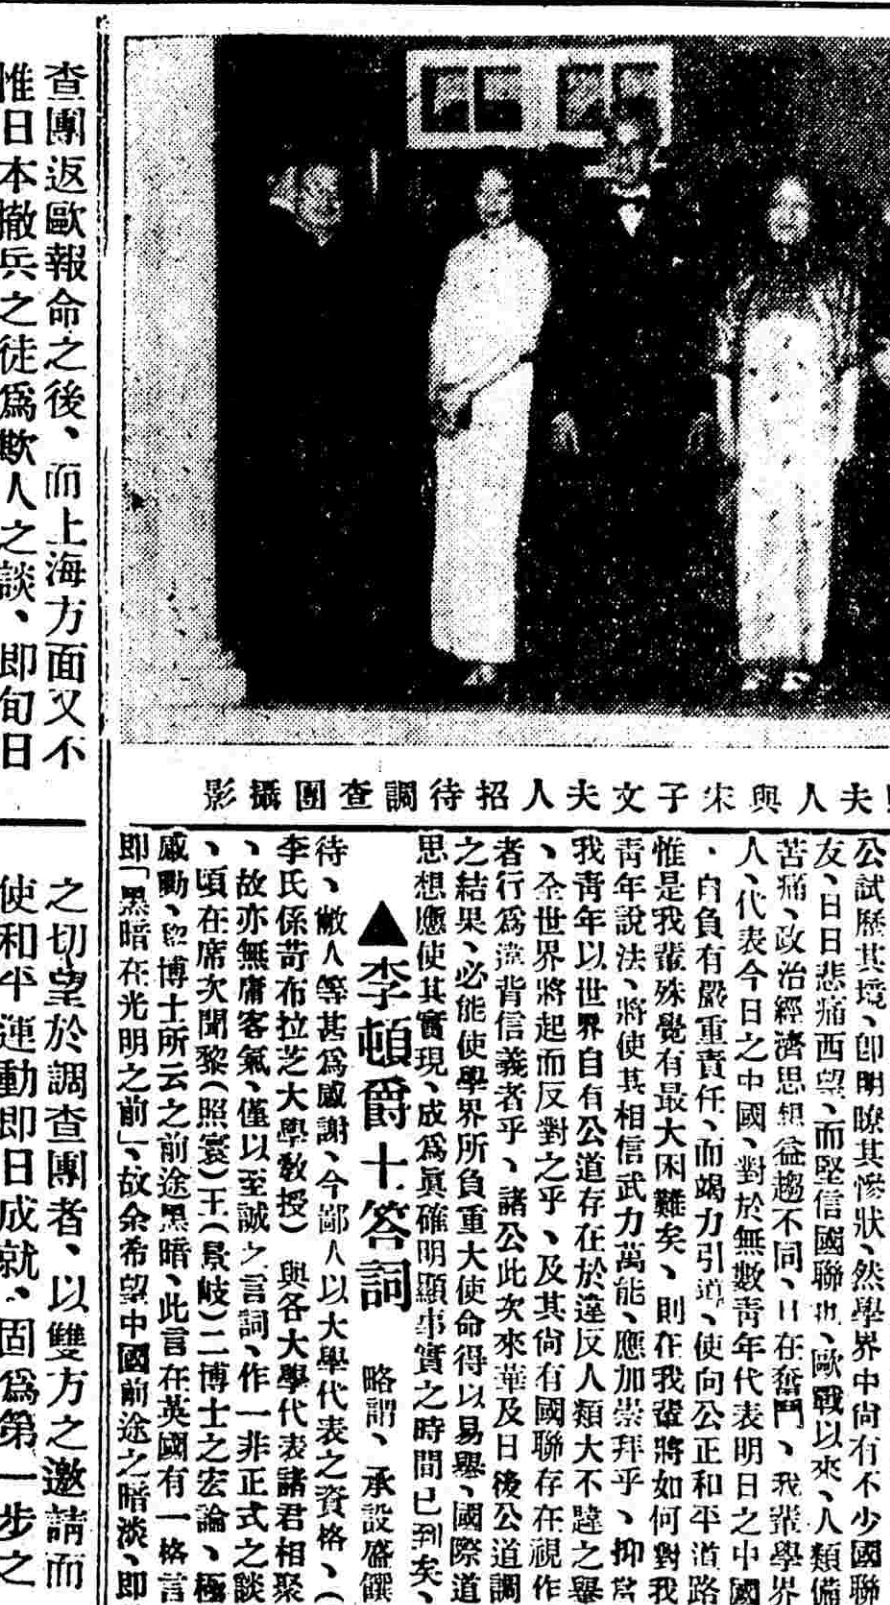 夫人與宋子文夫人招待調查團攝影
公試歷其境、卽明瞭其慘狀、然學界中尙有不少國聯
友、日日悲痛西望、而堅信國聯也、歐戰以來、人類備
苦痛、政治經濟思想益趨不同、日在奮鬥、我輩學界
人、代表今日之中國、對於無數靑年代表明日之中國
、自負有嚴重責任、而竭力引導、使向公正和平道路
惟是我輩殊覺有最大困難矣、則在我輩將如何對我
靑年說法、將使其相信武力萬能、應加崇拜乎、抑當
我靑年以世界自有公道存在於違反人類大不韙之舉
、全世界將起而反對之乎、及其尙有國聯存在視作
者行爲違背信義者乎、諸公此次來華及日後公道調
之結果、必能使學界所負重大使命得以易舉、國際道
思想應使其實現、成爲眞確明顯事實之時間已到矣、
▲李頓爵士答詞 略謂、承設盛饌
待、敝人等甚爲感謝、今鄙人以大學代表之資格、(
李氏係苛布拉芝大學敎授) 與各大學代表諸君相聚
、故亦無庸客氣、僅以至誠之言詞、作一非正式之談
、頃在席次聞黎(照寰)王(景岐)二博士之宏論、極
感動、黎博士所云之前途黑暗、此言在英國有一格言
卽「黑暗在光明之前」、故余希望中國前途之暗淡、卽
查團返歐報命之後、而上海方面又不
惟日本撤兵之徒爲欺人之談、卽旬日
之切望於調查團者、以雙方之邀請而
使和平運動卽日成就、固爲第一步之